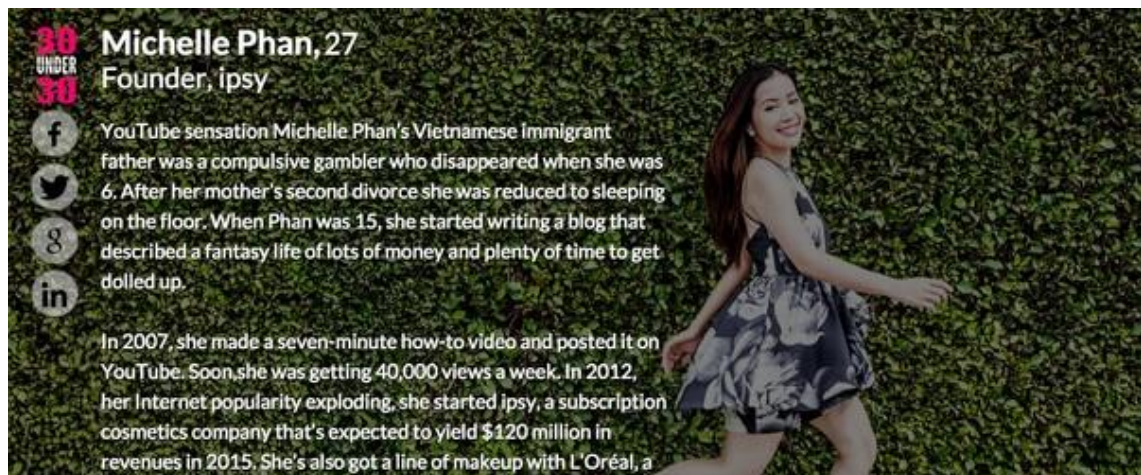 30
UNDER
30
Michelle Phan, 27
Founder, ipsy
f
g
in
YouTube sensation Michelle Phan's Vietnamese immigrant
father was a compulsive gambler who disappeared when she was
6. After her mother's second divorce she was reduced to sleeping
on the floor. When Phan was 15, she started writing a blog that
described a fantasy life of lots of money and plenty of time to get
dolled up.
In 2007, she made a seven-minute how-to video and posted it on
YouTube. Soon,she was getting 40,000 views a week. In 2012,
her Internet popularity exploding, she started ipsy, a subscription
cosmetics company that's expected to yield $120 million in
revenues in 2015. She's also got a line of makeup with L'Oréal, a